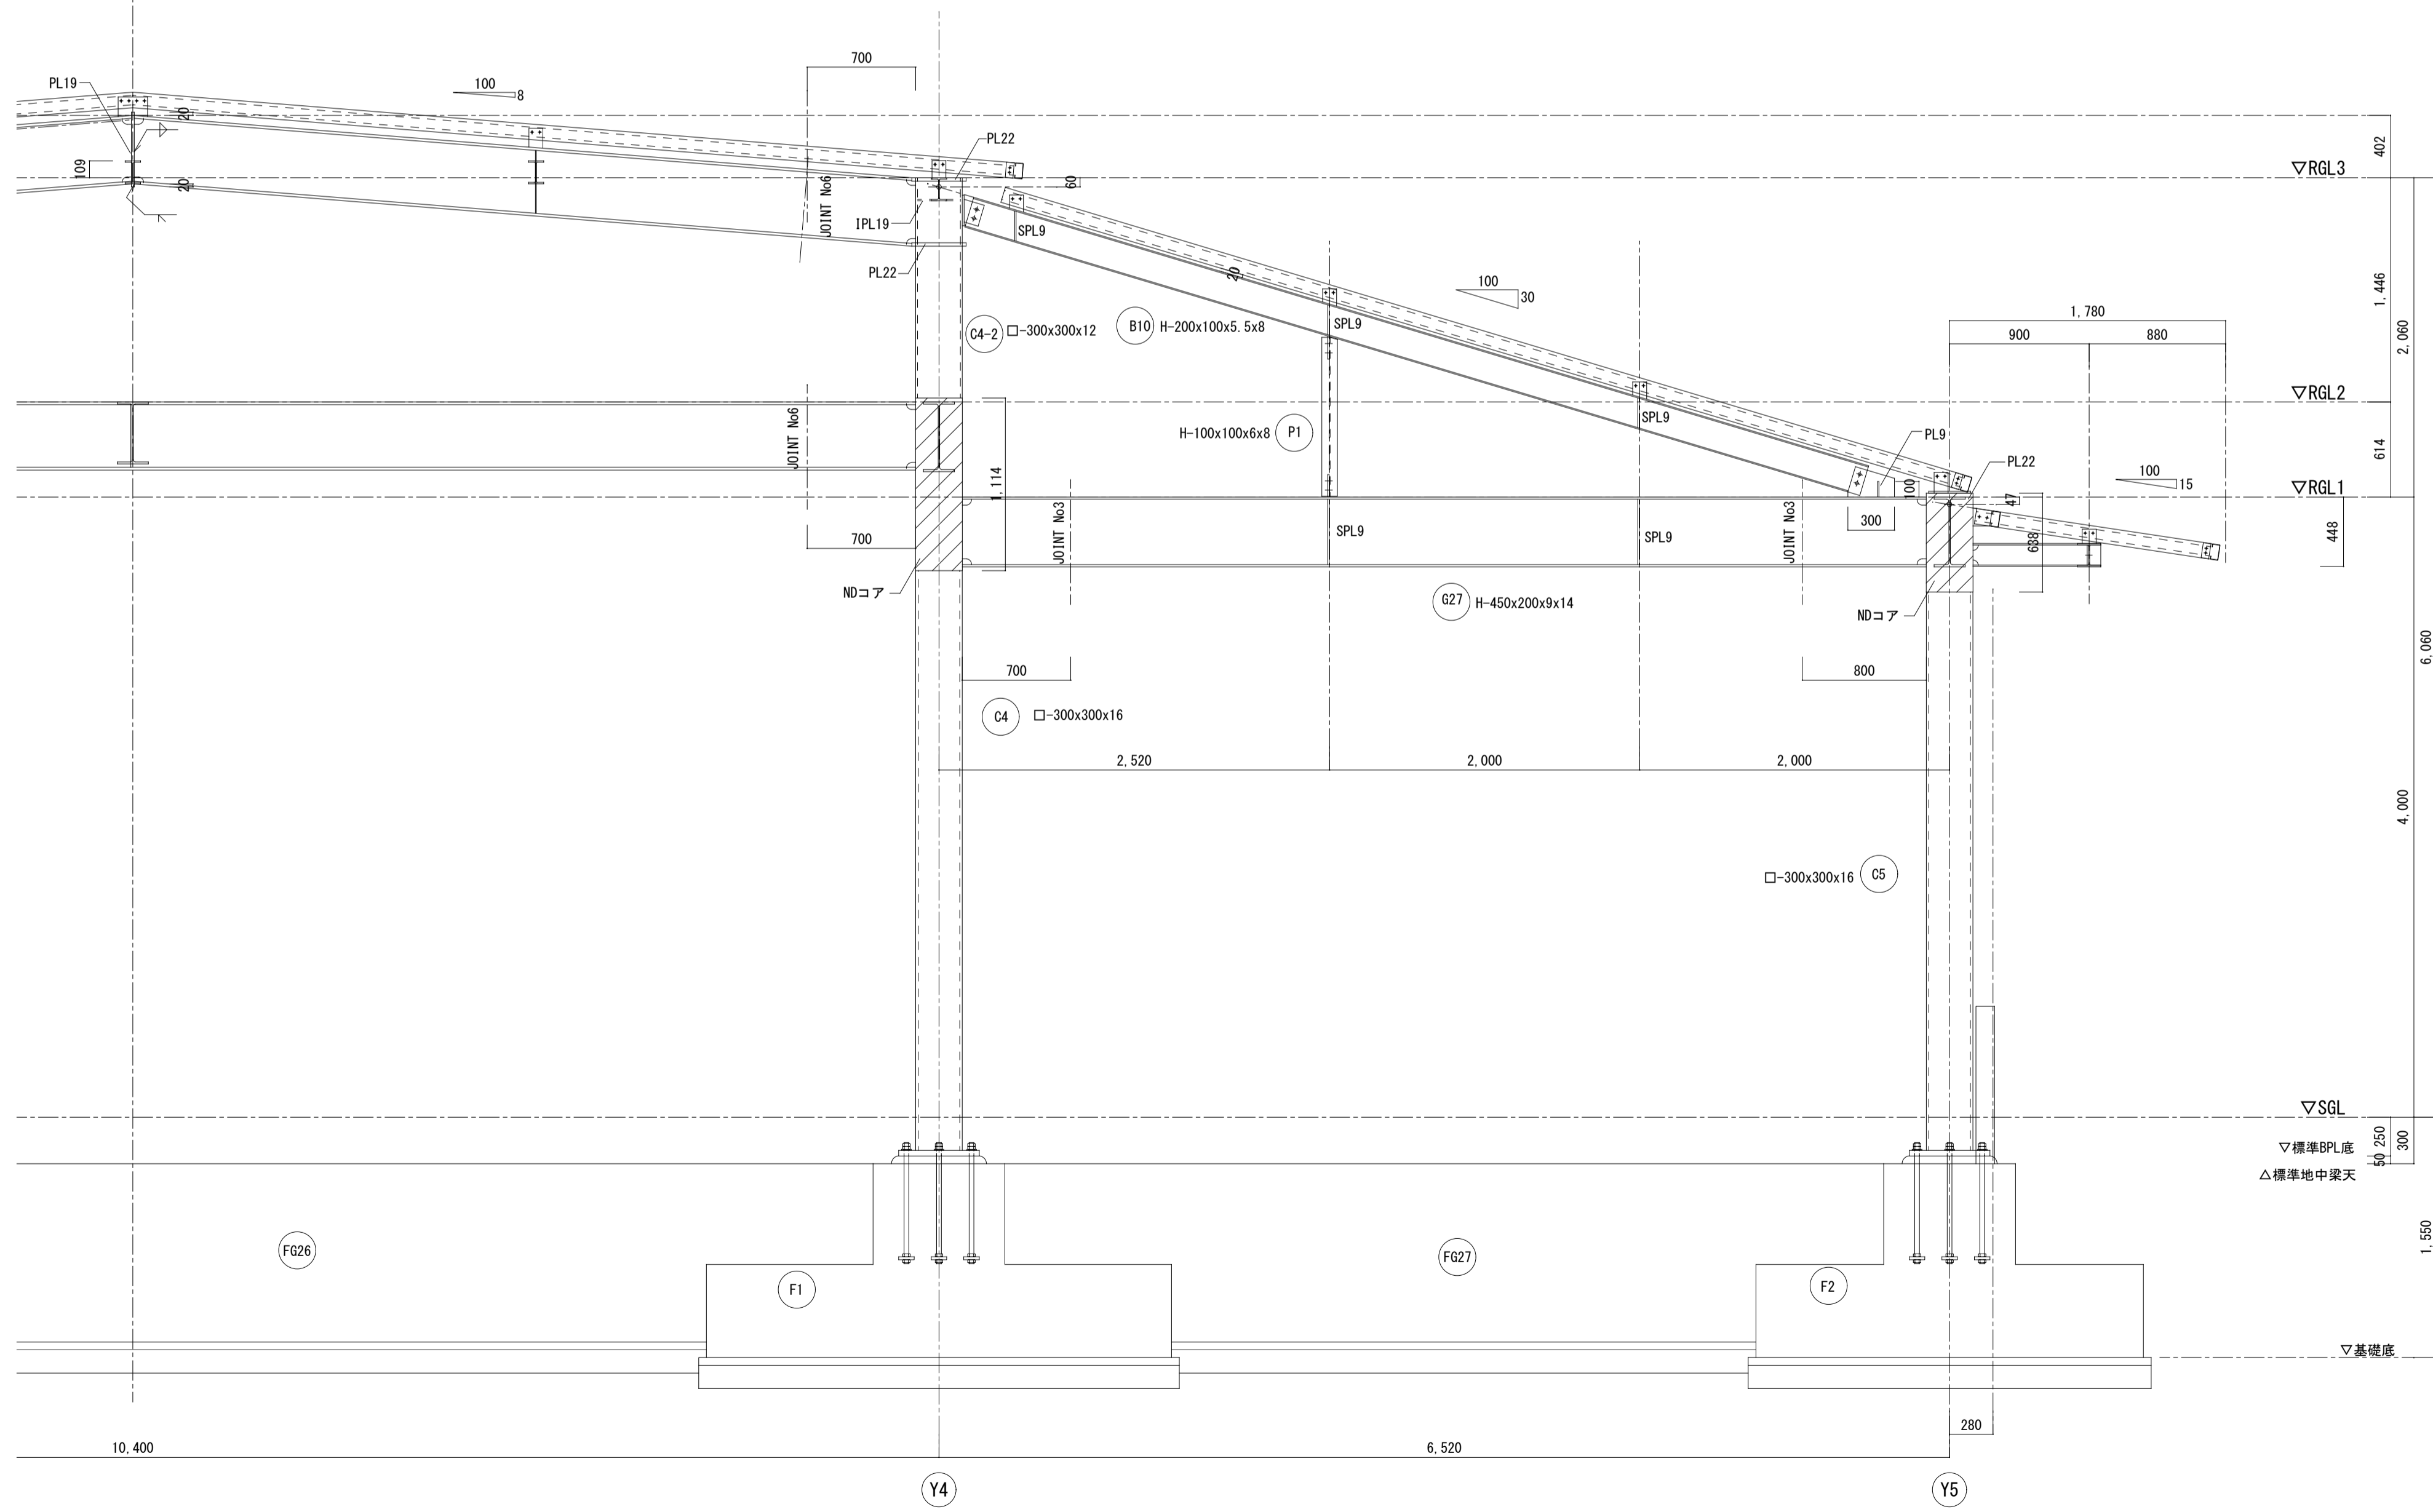 700
PL19
100
8
20
PL22
402
109
▽RGL3
20
JOINT No6
60
IPL19
SPL9
PL22
20
100
30
1,446
1,780
C4-2
□-300x300x12
B10
H-200x100x5.5x8
SPL9
900
880
2,060
▽RGL2
JOINT No6
SPL9
H-100x100x6x8
P1
PL9
614
PL22
100
15
1,114
100
47
▽RGL1
700
JOINT No3
SPL9
SPL9
JOINT No3
300
638
448
NDコア
G27
H-450x200x9x14
NDコア
6,060
700
800
C4
□-300x300x16
2,520
2,000
2,000
4,000
□-300x300x16
C5
▽SGL
250
300
▽標準BPL底
50
△標準地中梁天
FG26
FG27
1,550
F1
F2
▽基礎底
280
10,400
6,520
Y4
Y5